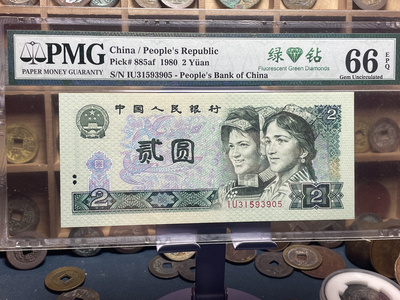 PMG
PAPER MONEY GUARANTY
China / People's Republic
Pick# 885af 1980 2 Yüan
S/N IU31593905 - People's Bank of China
绿 钻
Fluorescent Green Diamonds
66 EPQ
Gem Uncirculated
中国人民银行
2
贰圆
2
2
IU31593905